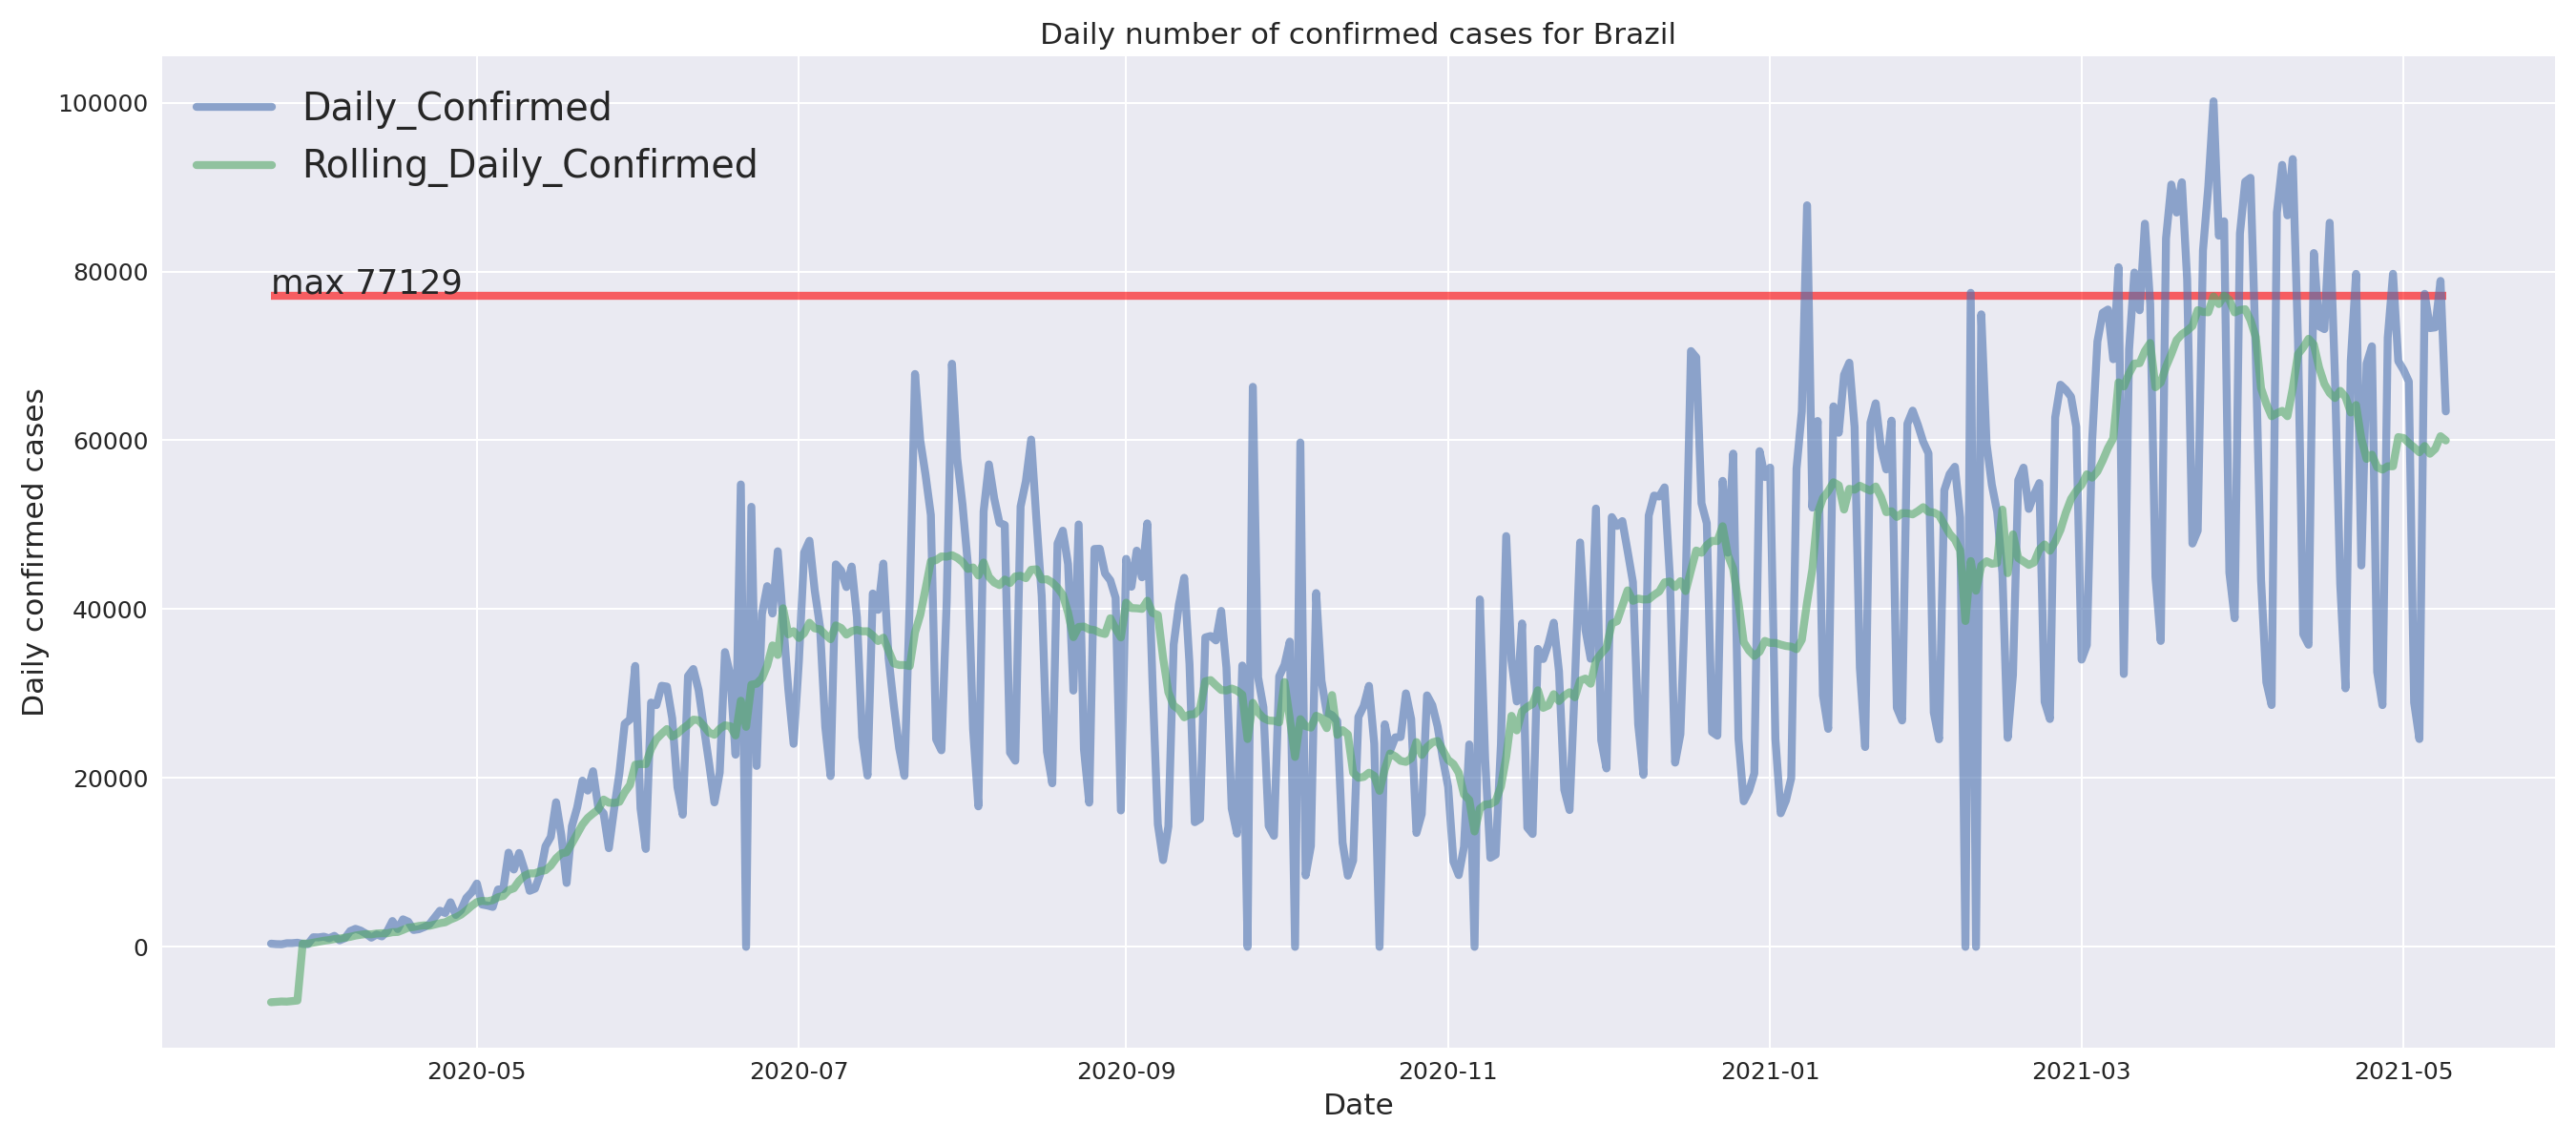 Daily number of confirmed cases for Brazil
Daily_Confirmed
Rolling_Daily_Confirmed
max 77129
100000
80000
60000
40000
20000
0
Daily confirmed cases
2020-05 2020-07 2020-09 2020-11 2021-01 2021-03 2021-05
Date